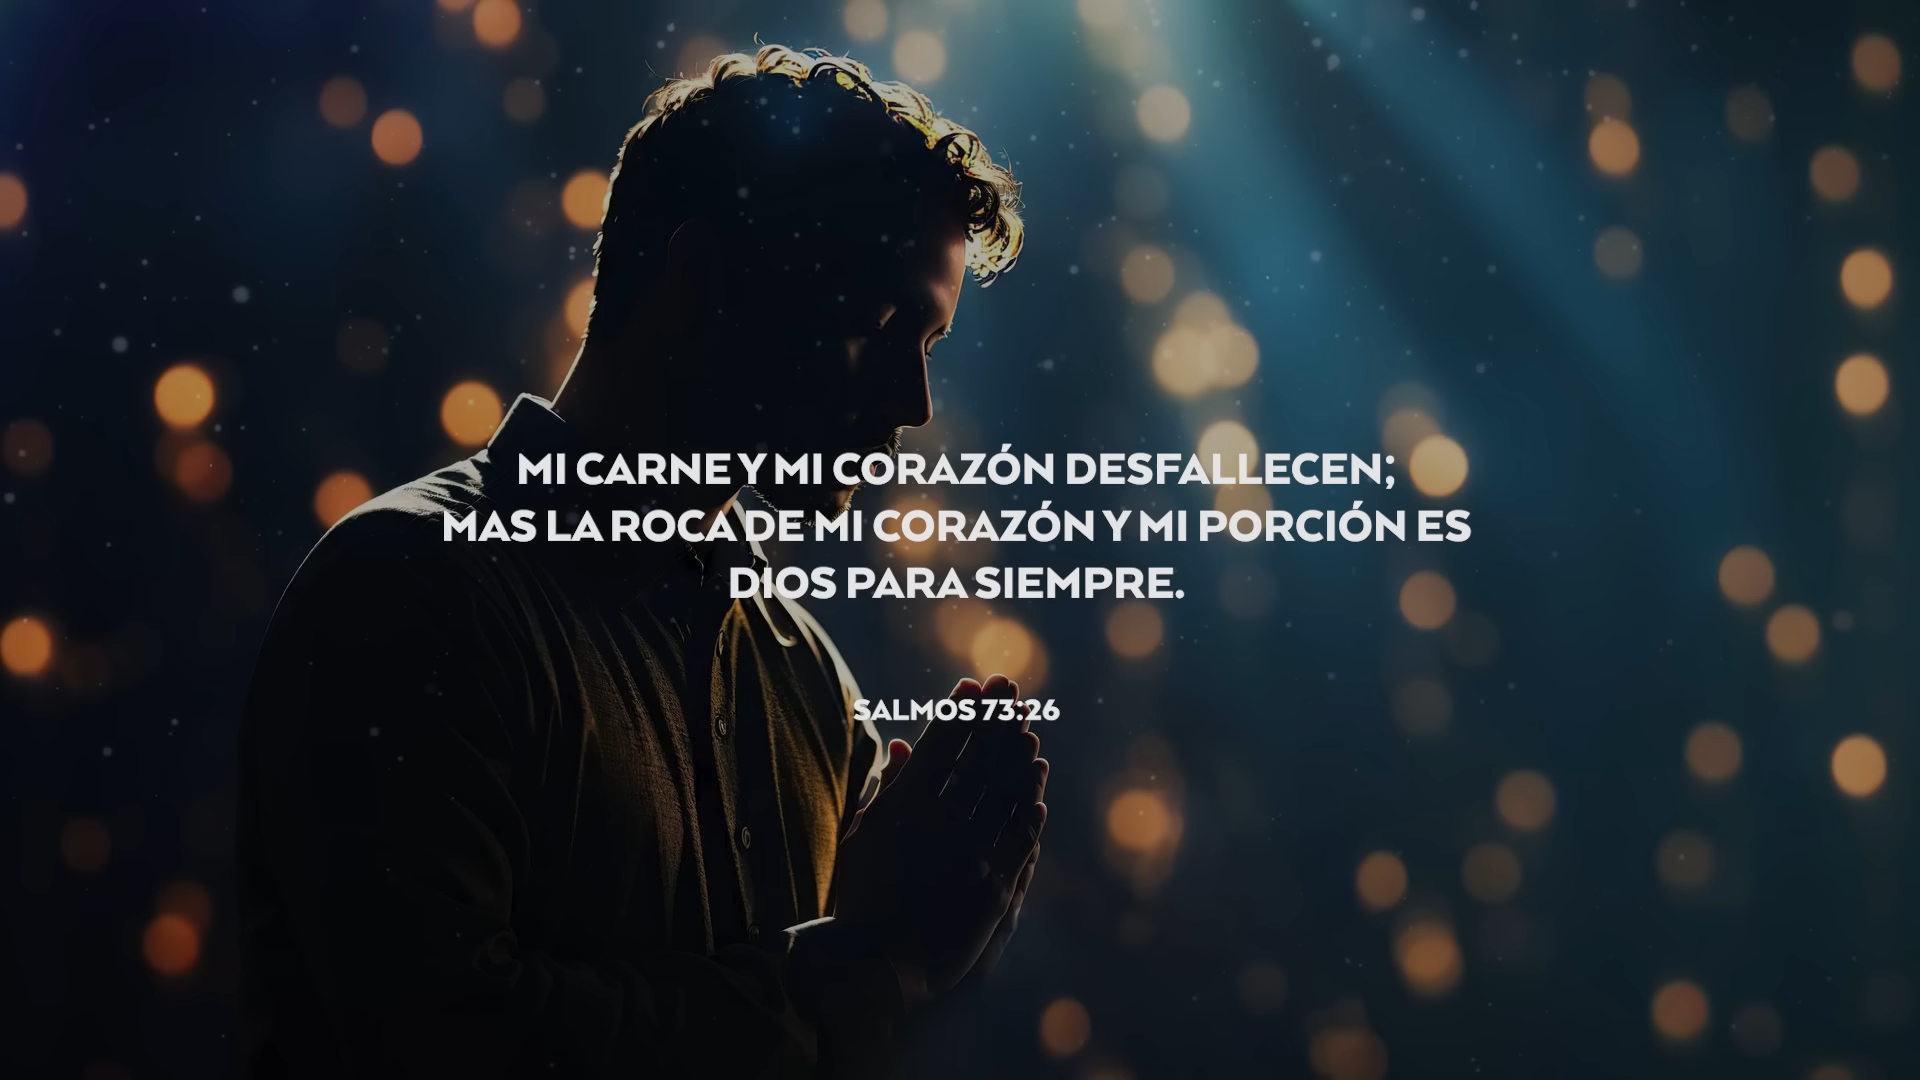 MI CARNE Y MI CORAZÓN DESFALLECEN;
MAS LA ROCA DE MI CORAZÓN Y MI PORCIÓN ES
DIOS PARA SIEMPRE.
SALMOS 73:26